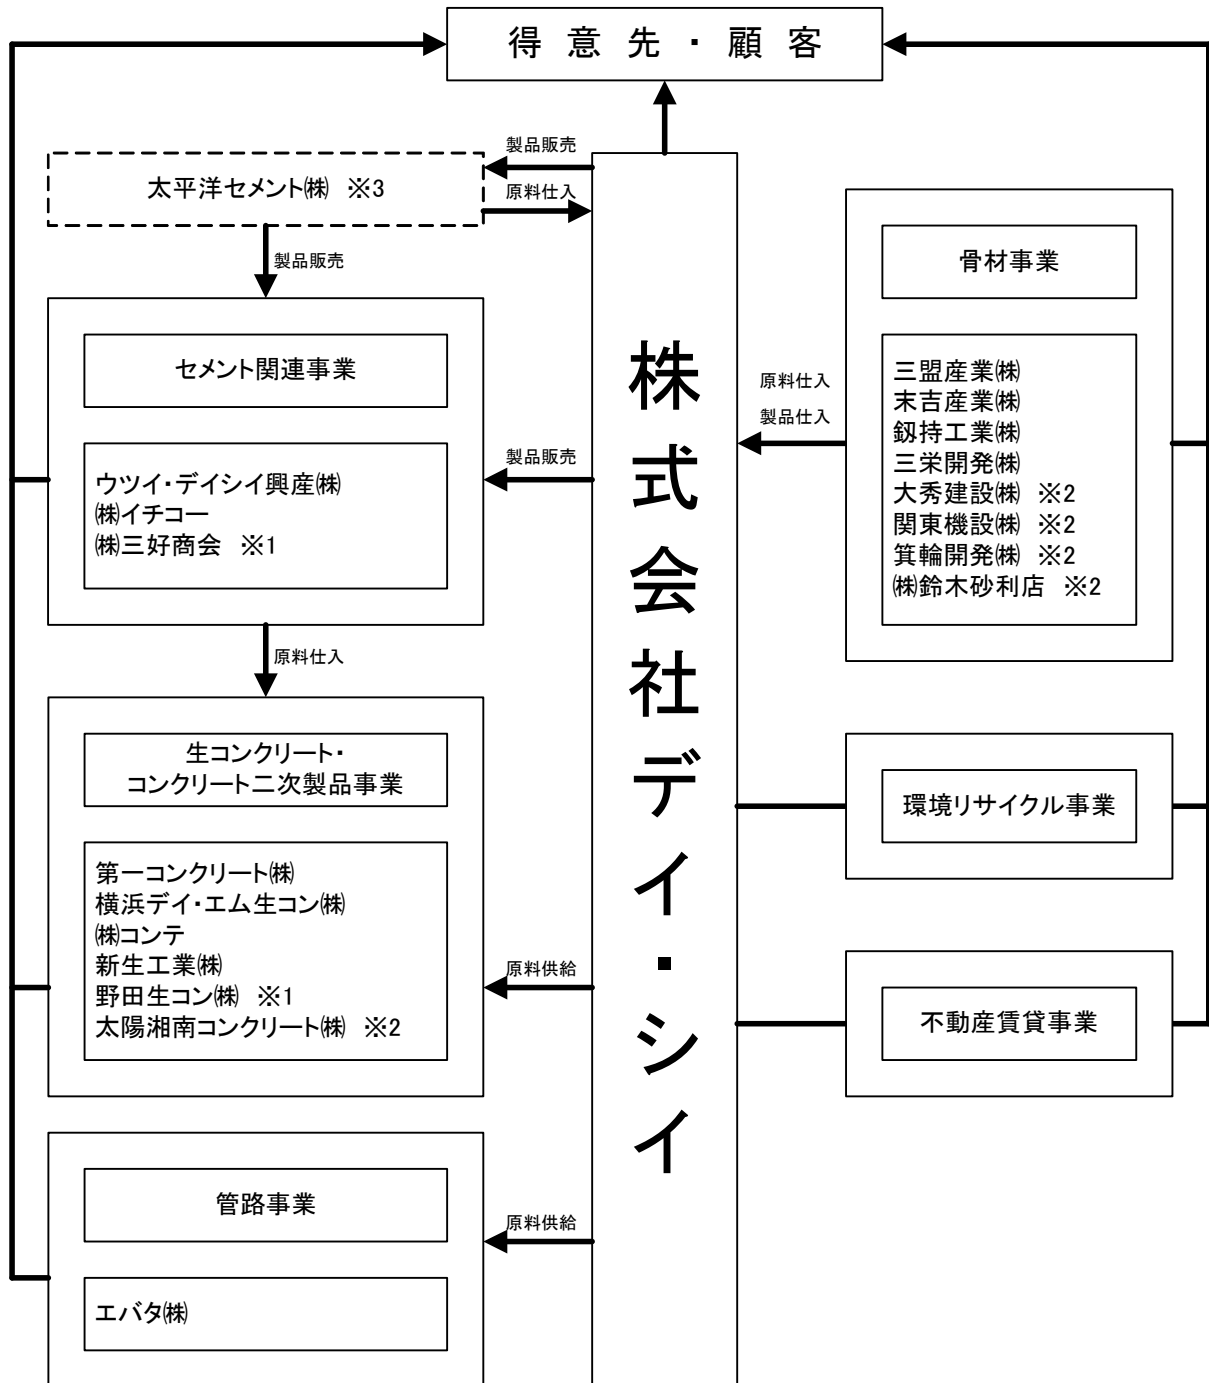 得意先・顧客
製品販売
太平洋セメント㈱ ※3
原料仕入
製品販売
セメント関連事業
ウツイ・デイシイ興産㈱
㈱イチコー
㈱三好商会 ※1
製品販売
原料仕入
生コンクリート・
コンクリート二次製品事業
第一コンクリート㈱
横浜デイ・エム生コン㈱
㈱コンテ
新生工業㈱
野田生コン㈱ ※1
太陽湘南コンクリート㈱ ※2
原料供給
管路事業
エバタ㈱
原料供給
株式会社デイ・シイ
骨材事業
三盟産業㈱
末吉産業㈱
釼持工業㈱
三栄開発㈱
大秀建設㈱ ※2
関東機設㈱ ※2
箕輪開発㈱ ※2
㈱鈴木砂利店 ※2
原料仕入
製品仕入
環境リサイクル事業
不動産賃貸事業